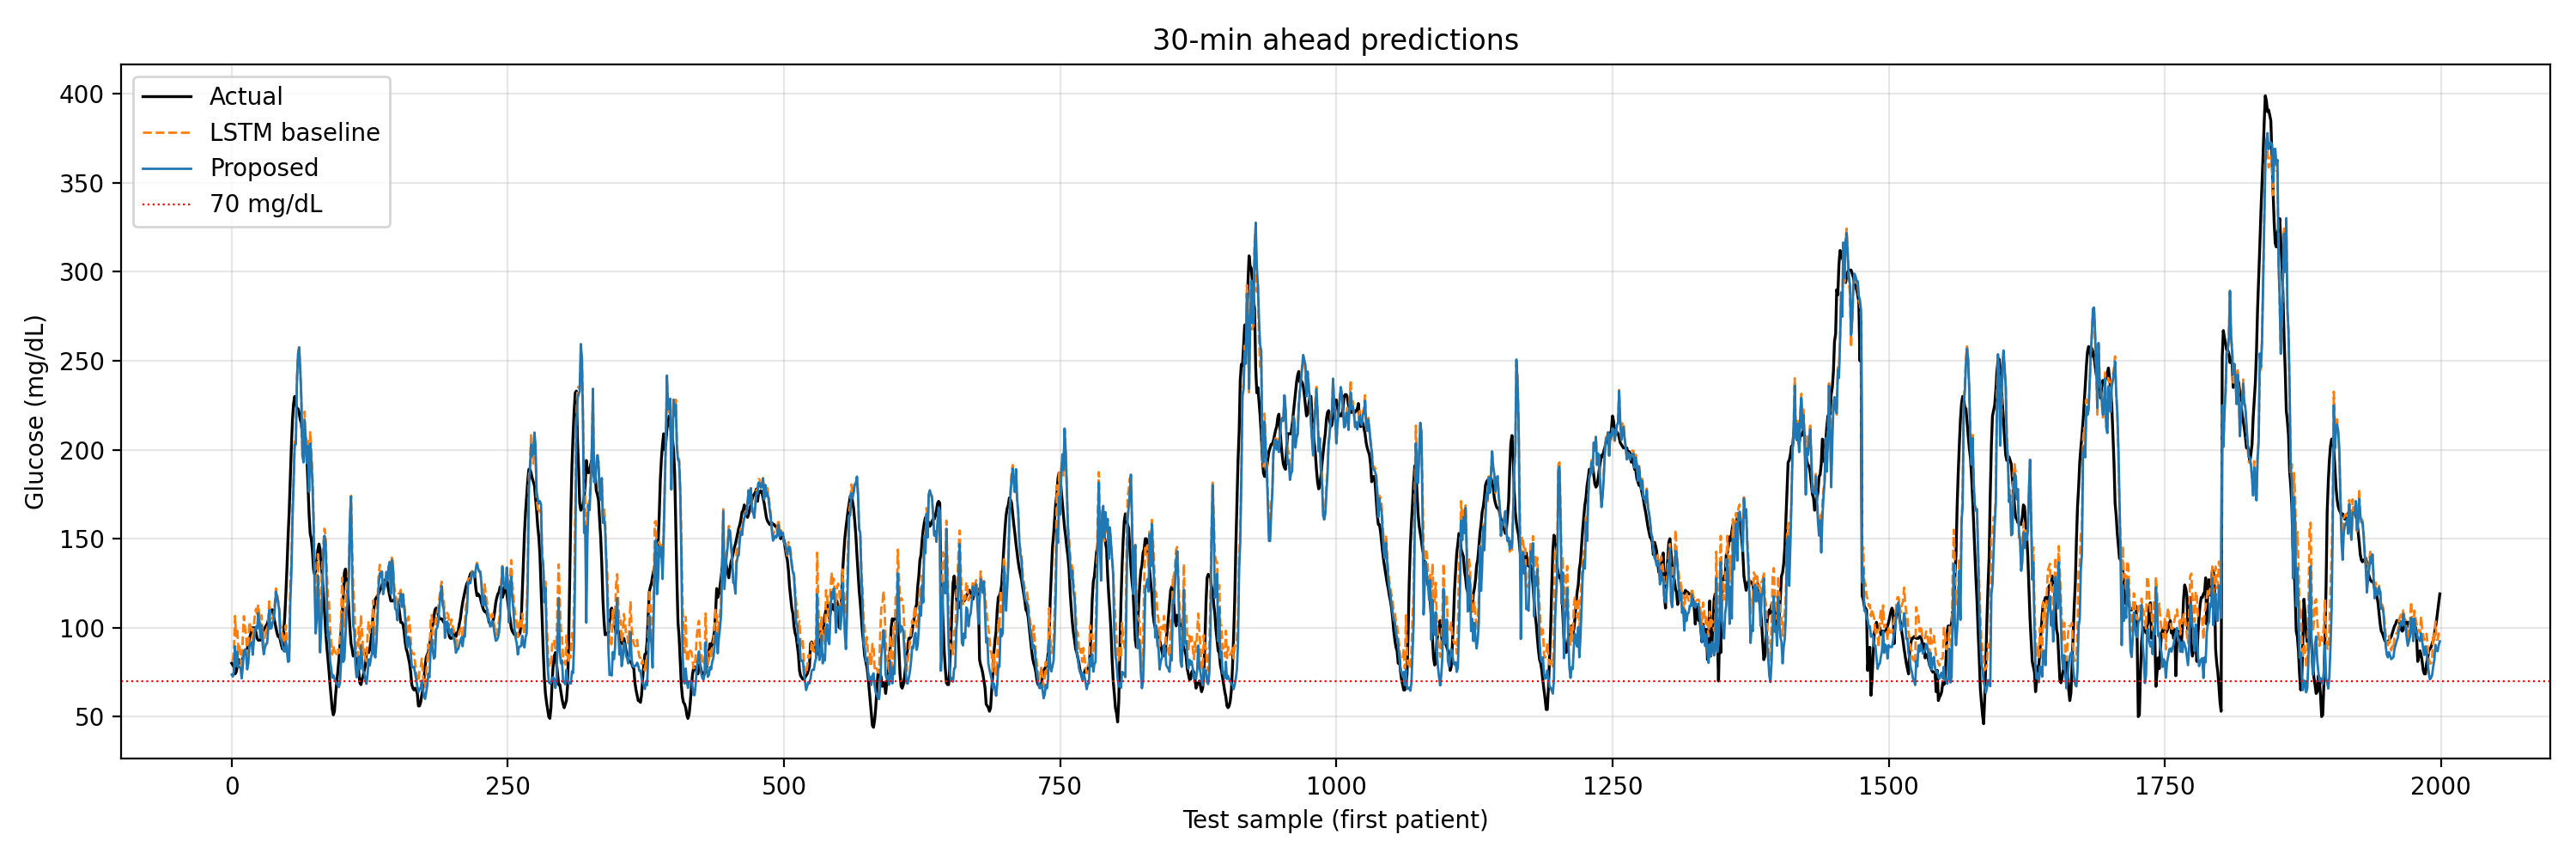 30-min ahead predictions
Actual
LSTM baseline
Proposed
70 mg/dL
Glucose (mg/dL)
400
350
300
250
200
150
100
50
0 250 500 750 1000 1250 1500 1750 2000
Test sample (first patient)